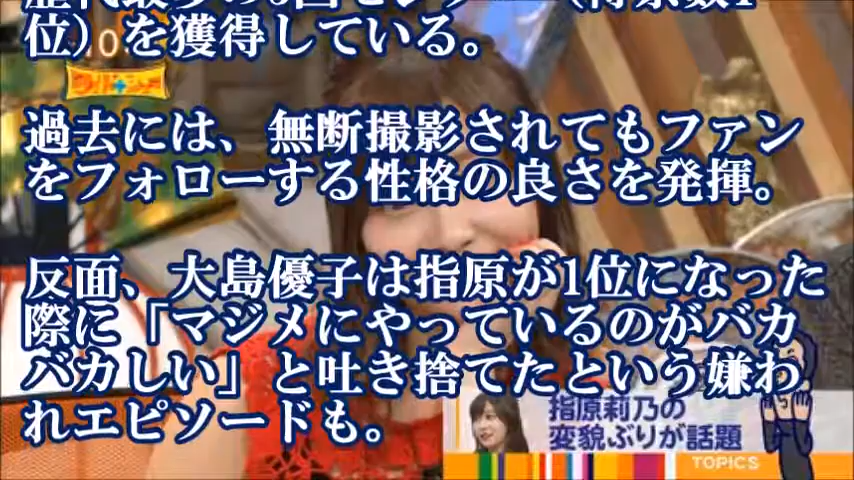 位）を獲得している。
過去には、無断撮影されてもファン
をフォローする性格の良さを発揮。
反面、大島優子は指原が1位になった
際に「マジメにやっているのがバカ
バカしい」と吐き捨てたという嫌わ
れエピソードも。
指原莉乃の
変貌ぶりが話題
TOPICS